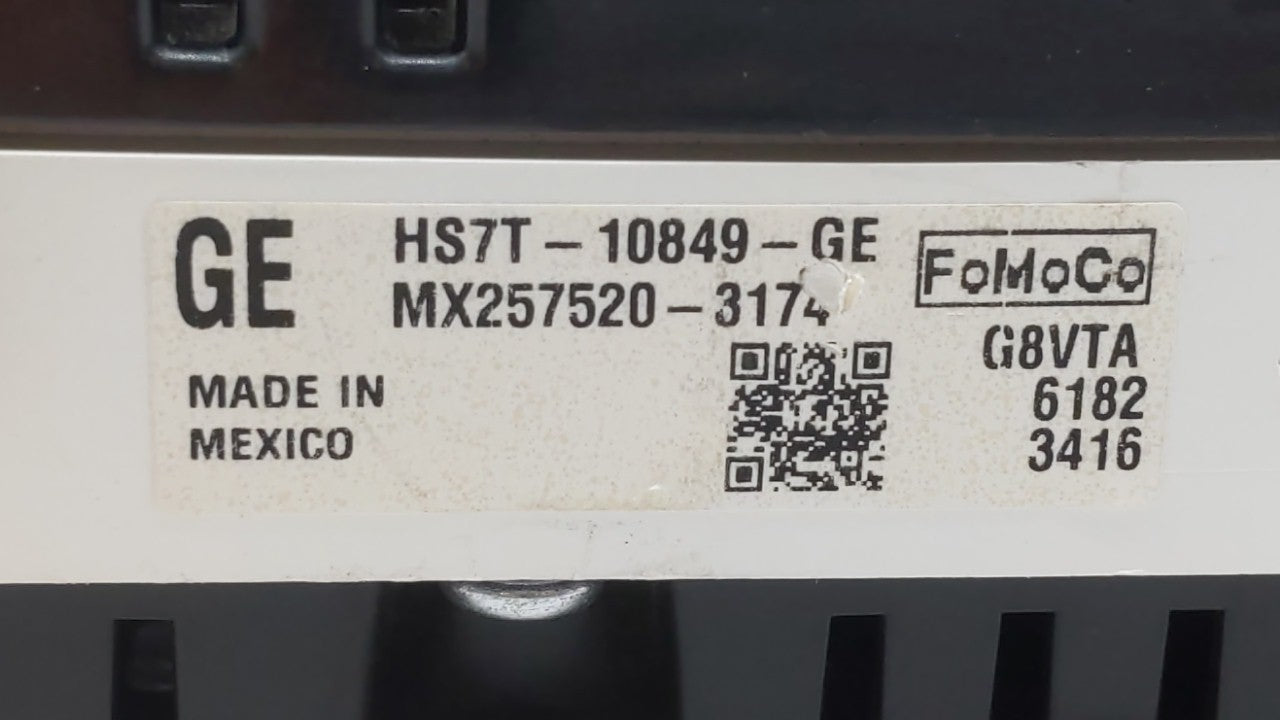 GE
HS7T-10849-GE
MX257520-3174
MADE IN
MEXICO
FoMoCo
G8VTA
6182
3416